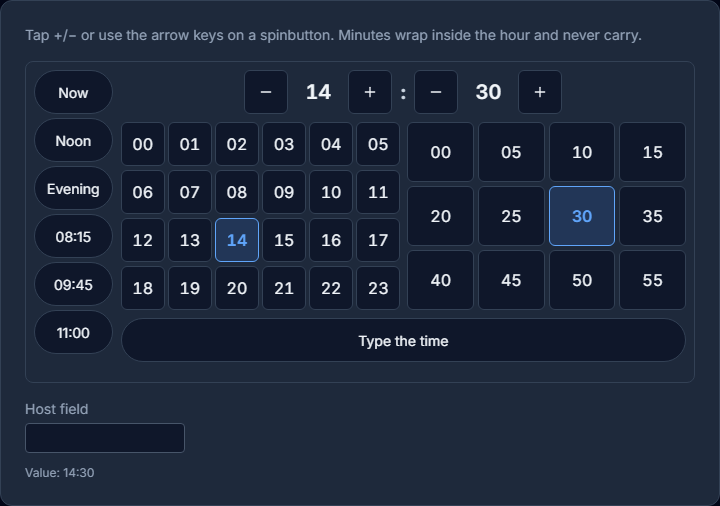 Tap +/− or use the arrow keys on a spinbutton. Minutes wrap inside the hour and never carry.
Now
Noon
Evening
08:15
09:45
11:00
− 14 + : − 30 +
00 01 02 03 04 05
06 07 08 09 10 11
12 13 14 15 16 17
18 19 20 21 22 23
00 05 10 15
20 25 30 35
40 45 50 55
Type the time
Host field
Value: 14:30